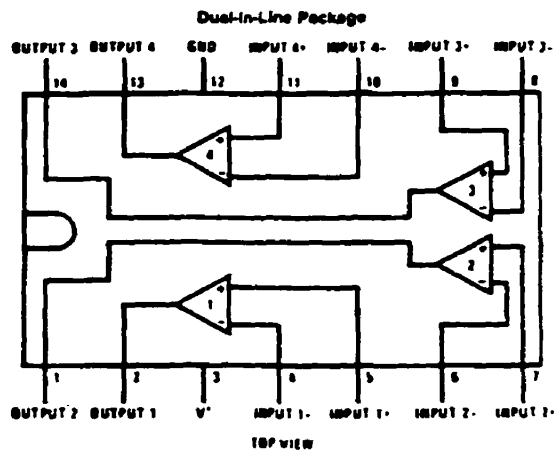 Dual-In-Line Package
OUTPUT 3 OUTPUT 4 GND INPUT 4+ INPUT 4- INPUT 3+ INPUT 3-
14 13 12 11 10 9 8
+
4
-
+
3
-
+
2
-
+
1
-
1 2 3 4 5 6 7
OUTPUT 2 OUTPUT 1 V+ INPUT 1- INPUT 1+ INPUT 2- INPUT 2+
TOP VIEW